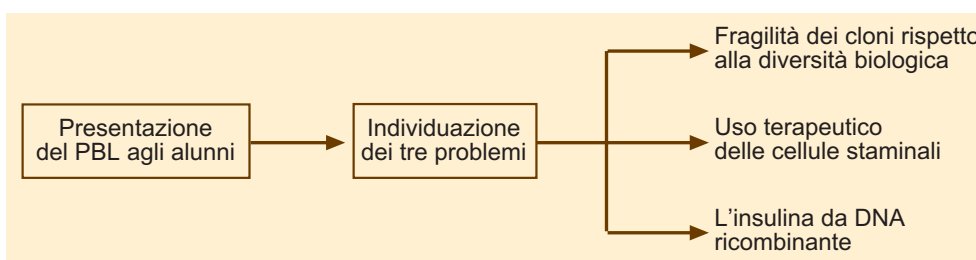 Presentazione
del PBL agli alunni
Individuazione
dei tre problemi
Fragilità dei cloni rispetto
alla diversità biologica
Uso terapeutico
delle cellule staminali
L'insulina da DNA
ricombinante